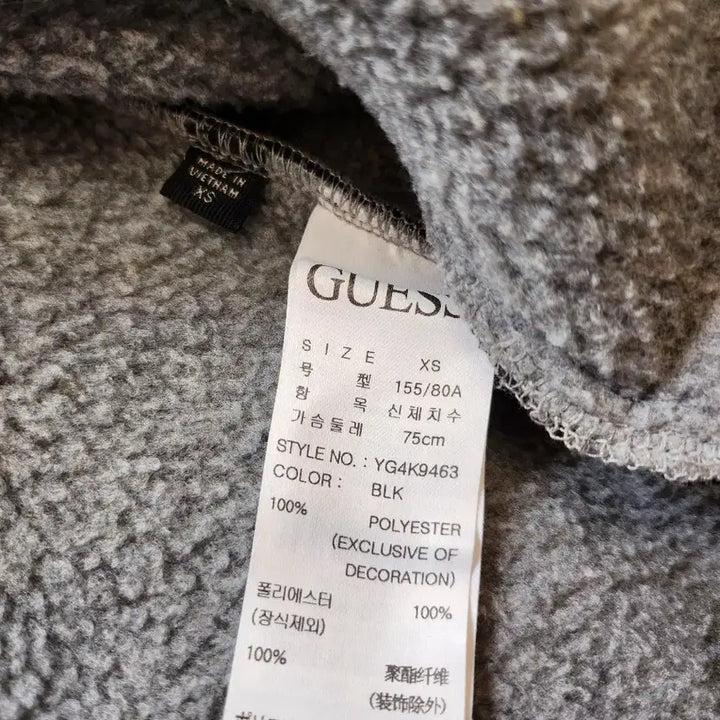 MADE IN
VIETNAM
XS
GUESS
SIZE XS
号型 155/80A
항목 신체치수
가슴둘레 75cm
STYLE NO. : YG4K9463
COLOR : BLK
100% POLYESTER
(EXCLUSIVE OF
DECORATION)
폴리에스터 100%
(장식제외)
100% 聚酯纤维
(装饰除外)